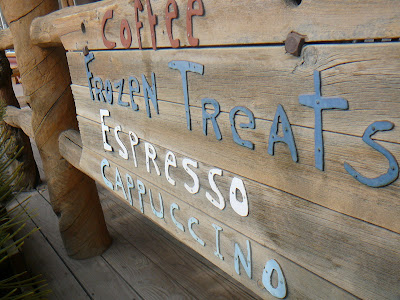 coffee
Frozen Treats
Espresso
Cappuccino